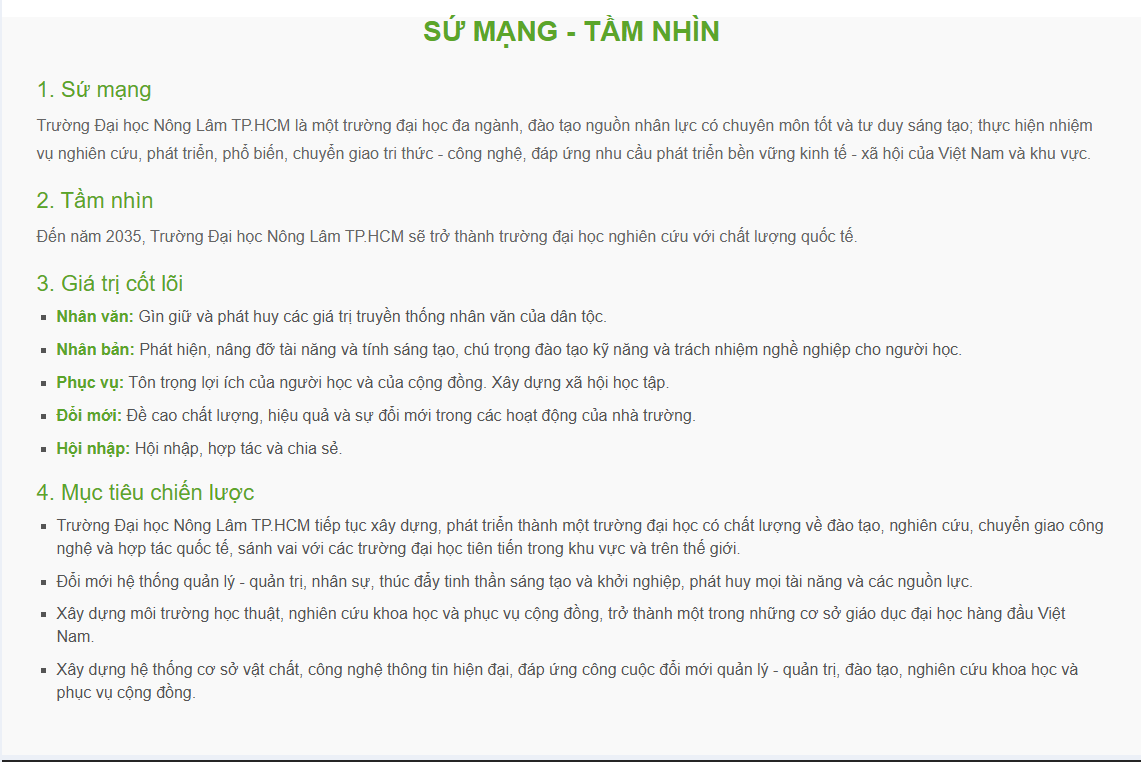 SỨ MẠNG - TẦM NHÌN
1. Sứ mạng
Trường Đại học Nông Lâm TP.HCM là một trường đại học đa ngành, đào tạo nguồn nhân lực có chuyên môn tốt và tư duy sáng tạo; thực hiện nhiệm
vụ nghiên cứu, phát triển, phổ biến, chuyển giao tri thức - công nghệ, đáp ứng nhu cầu phát triển bền vững kinh tế - xã hội của Việt Nam và khu vực.
2. Tầm nhìn
Đến năm 2035, Trường Đại học Nông Lâm TP.HCM sẽ trở thành trường đại học nghiên cứu với chất lượng quốc tế.
3. Giá trị cốt lõi
▪ Nhân văn: Gìn giữ và phát huy các giá trị truyền thống nhân văn của dân tộc.
▪ Nhân bản: Phát hiện, nâng đỡ tài năng và tính sáng tạo, chú trọng đào tạo kỹ năng và trách nhiệm nghề nghiệp cho người học.
▪ Phục vụ: Tôn trọng lợi ích của người học và của cộng đồng. Xây dựng xã hội học tập.
▪ Đổi mới: Đề cao chất lượng, hiệu quả và sự đổi mới trong các hoạt động của nhà trường.
▪ Hội nhập: Hội nhập, hợp tác và chia sẻ.
4. Mục tiêu chiến lược
▪ Trường Đại học Nông Lâm TP.HCM tiếp tục xây dựng, phát triển thành một trường đại học có chất lượng về đào tạo, nghiên cứu, chuyển giao công
nghệ và hợp tác quốc tế, sánh vai với các trường đại học tiên tiến trong khu vực và trên thế giới.
▪ Đổi mới hệ thống quản lý - quản trị, nhân sự, thúc đẩy tinh thần sáng tạo và khởi nghiệp, phát huy mọi tài năng và các nguồn lực.
▪ Xây dựng môi trường học thuật, nghiên cứu khoa học và phục vụ cộng đồng, trở thành một trong những cơ sở giáo dục đại học hàng đầu Việt
Nam.
▪ Xây dựng hệ thống cơ sở vật chất, công nghệ thông tin hiện đại, đáp ứng công cuộc đổi mới quản lý - quản trị, đào tạo, nghiên cứu khoa học và
phục vụ cộng đồng.